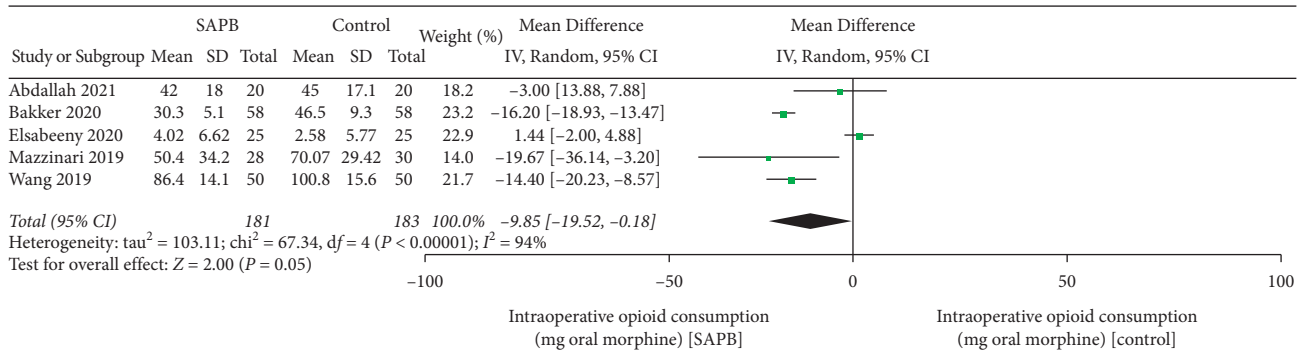 SAPB Control Weight (%) Mean Difference Mean Difference
Study or Subgroup Mean SD Total Mean SD Total IV, Random, 95% CI IV, Random, 95% CI
Abdallah 2021 42 18 20 45 17.1 20 18.2 −3.00 [13.88, 7.88]
Bakker 2020 30.3 5.1 58 46.5 9.3 58 23.2 −16.20 [−18.93, −13.47]
Elsabeeny 2020 4.02 6.62 25 2.58 5.77 25 22.9 1.44 [−2.00, 4.88]
Mazzinari 2019 50.4 34.2 28 70.07 29.42 30 14.0 −19.67 [−36.14, −3.20]
Wang 2019 86.4 14.1 50 100.8 15.6 50 21.7 −14.40 [−20.23, −8.57]
Total (95% CI) 181 183 100.0% −9.85 [−19.52, −0.18]
Heterogeneity: tau² = 103.11; chi² = 67.34, df = 4 (P < 0.00001); I² = 94%
Test for overall effect: Z = 2.00 (P = 0.05)
−100 −50 0 50 100
Intraoperative opioid consumption Intraoperative opioid consumption
(mg oral morphine) [SAPB] (mg oral morphine) [control]